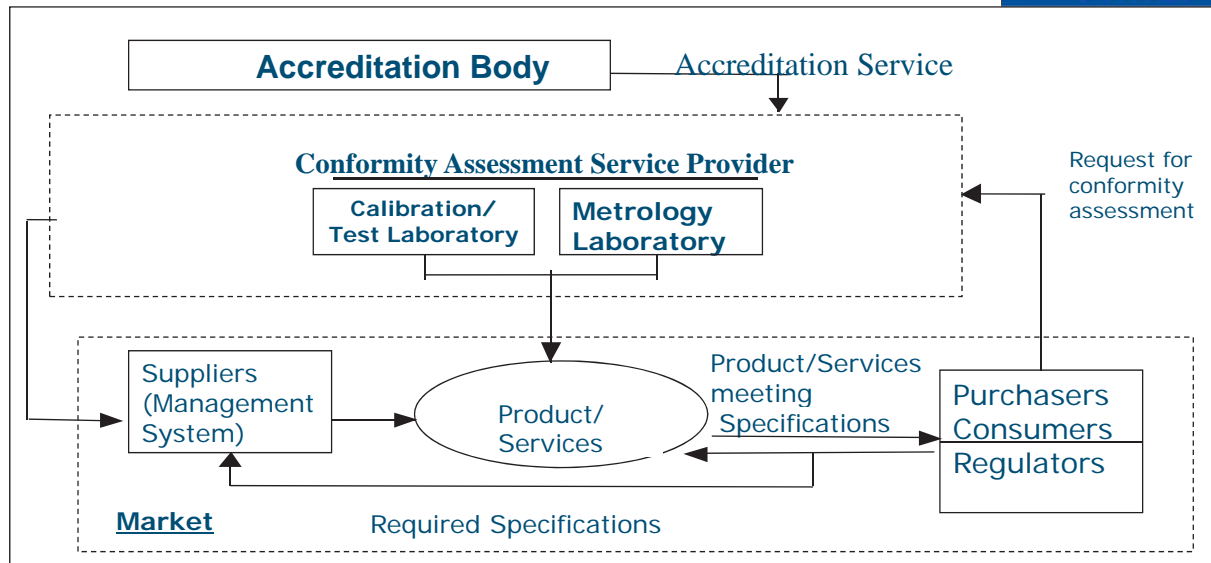 Accreditation Body
Accreditation Service
Conformity Assessment Service Provider
Calibration/
Test Laboratory
Metrology
Laboratory
Request for
conformity
assessment
Suppliers
(Management
System)
Product/
Services
Product/Services
meeting
Specifications
Purchasers
Consumers
Regulators
Market
Required Specifications